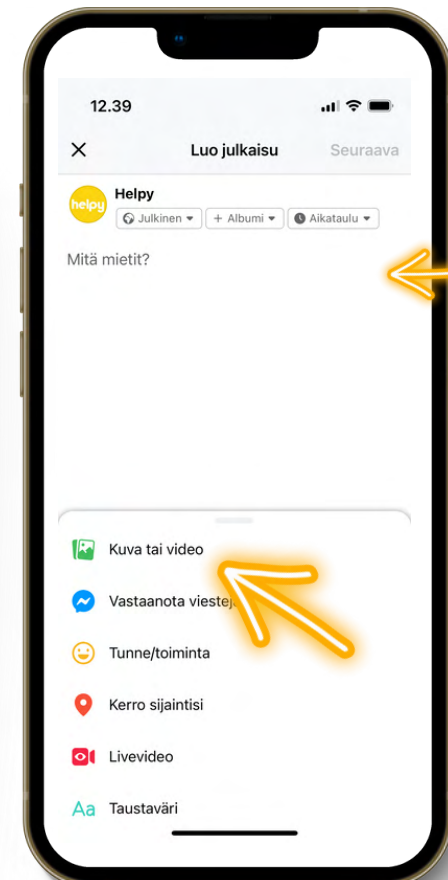 12.39
Luo julkaisu
Seuraava
helpy
Helpy
Julkinen
+ Albumi
Aikataulu
Mitä mietit?
Kuva tai video
Vastaanota viestejä
Tunne/toiminta
Kerro sijaintisi
Livevideo
Aa Taustaväri